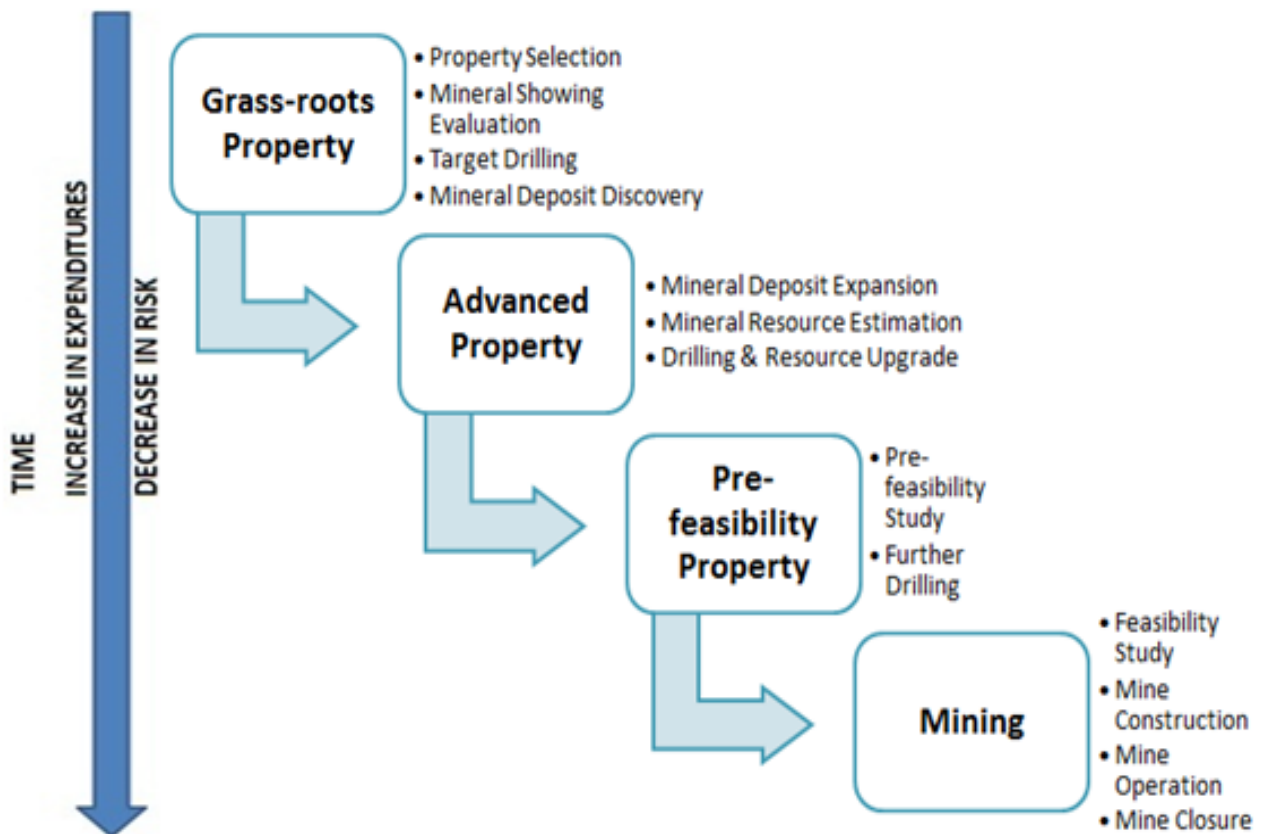 TIME
INCREASE IN EXPENDITURES
DECREASE IN RISK
Grass-roots
Property
• Property Selection
• Mineral Showing
Evaluation
• Target Drilling
• Mineral Deposit Discovery
Advanced
Property
• Mineral Deposit Expansion
• Mineral Resource Estimation
• Drilling & Resource Upgrade
Pre-
feasibility
Property
• Pre-
feasibility
Study
• Further
Drilling
Mining
• Feasibility
Study
• Mine
Construction
• Mine
Operation
• Mine Closure